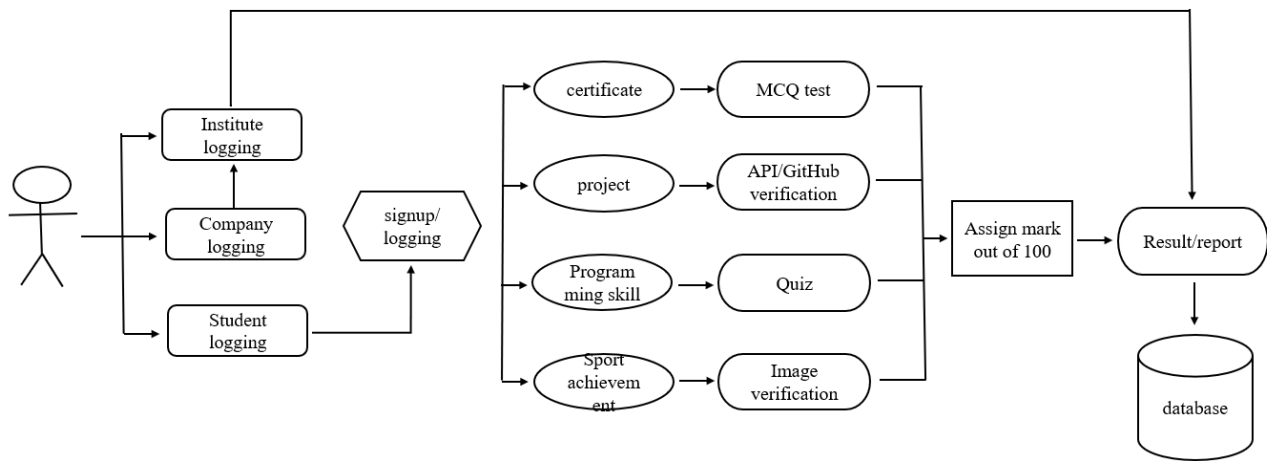 Institute
logging
Company
logging
Student
logging
signup/
logging
certificate
MCQ test
project
API/GitHub
verification
Program
ming skill
Quiz
Sport
achievem
ent
Image
verification
Assign mark
out of 100
Result/report
database